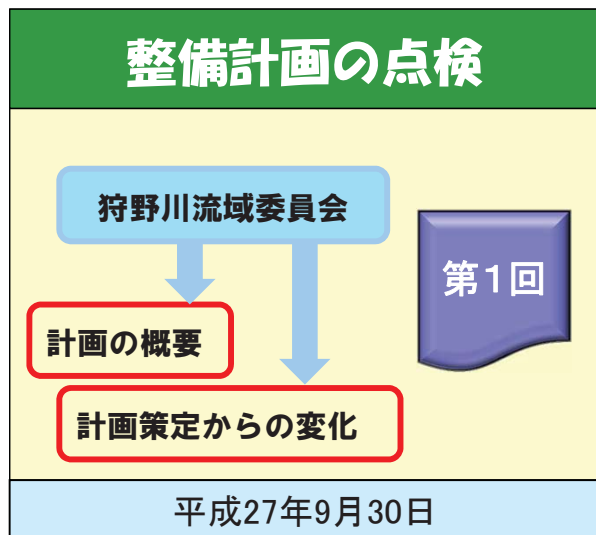 整備計画の点検
狩野川流域委員会
第1回
計画の概要
計画策定からの変化
平成27年9月30日